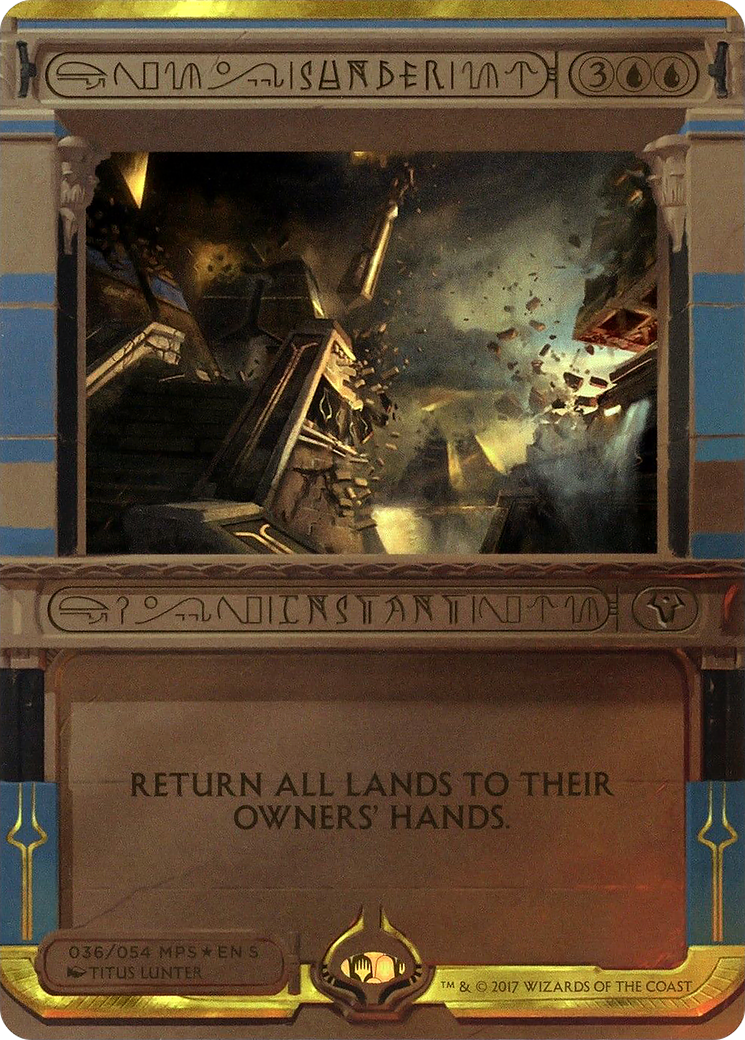 SUNDER 3
INSTANT
RETURN ALL LANDS TO THEIR
OWNERS' HANDS.
036/054 MPS★EN S
TITUS LUNTER
™ & © 2017 WIZARDS OF THE COAST